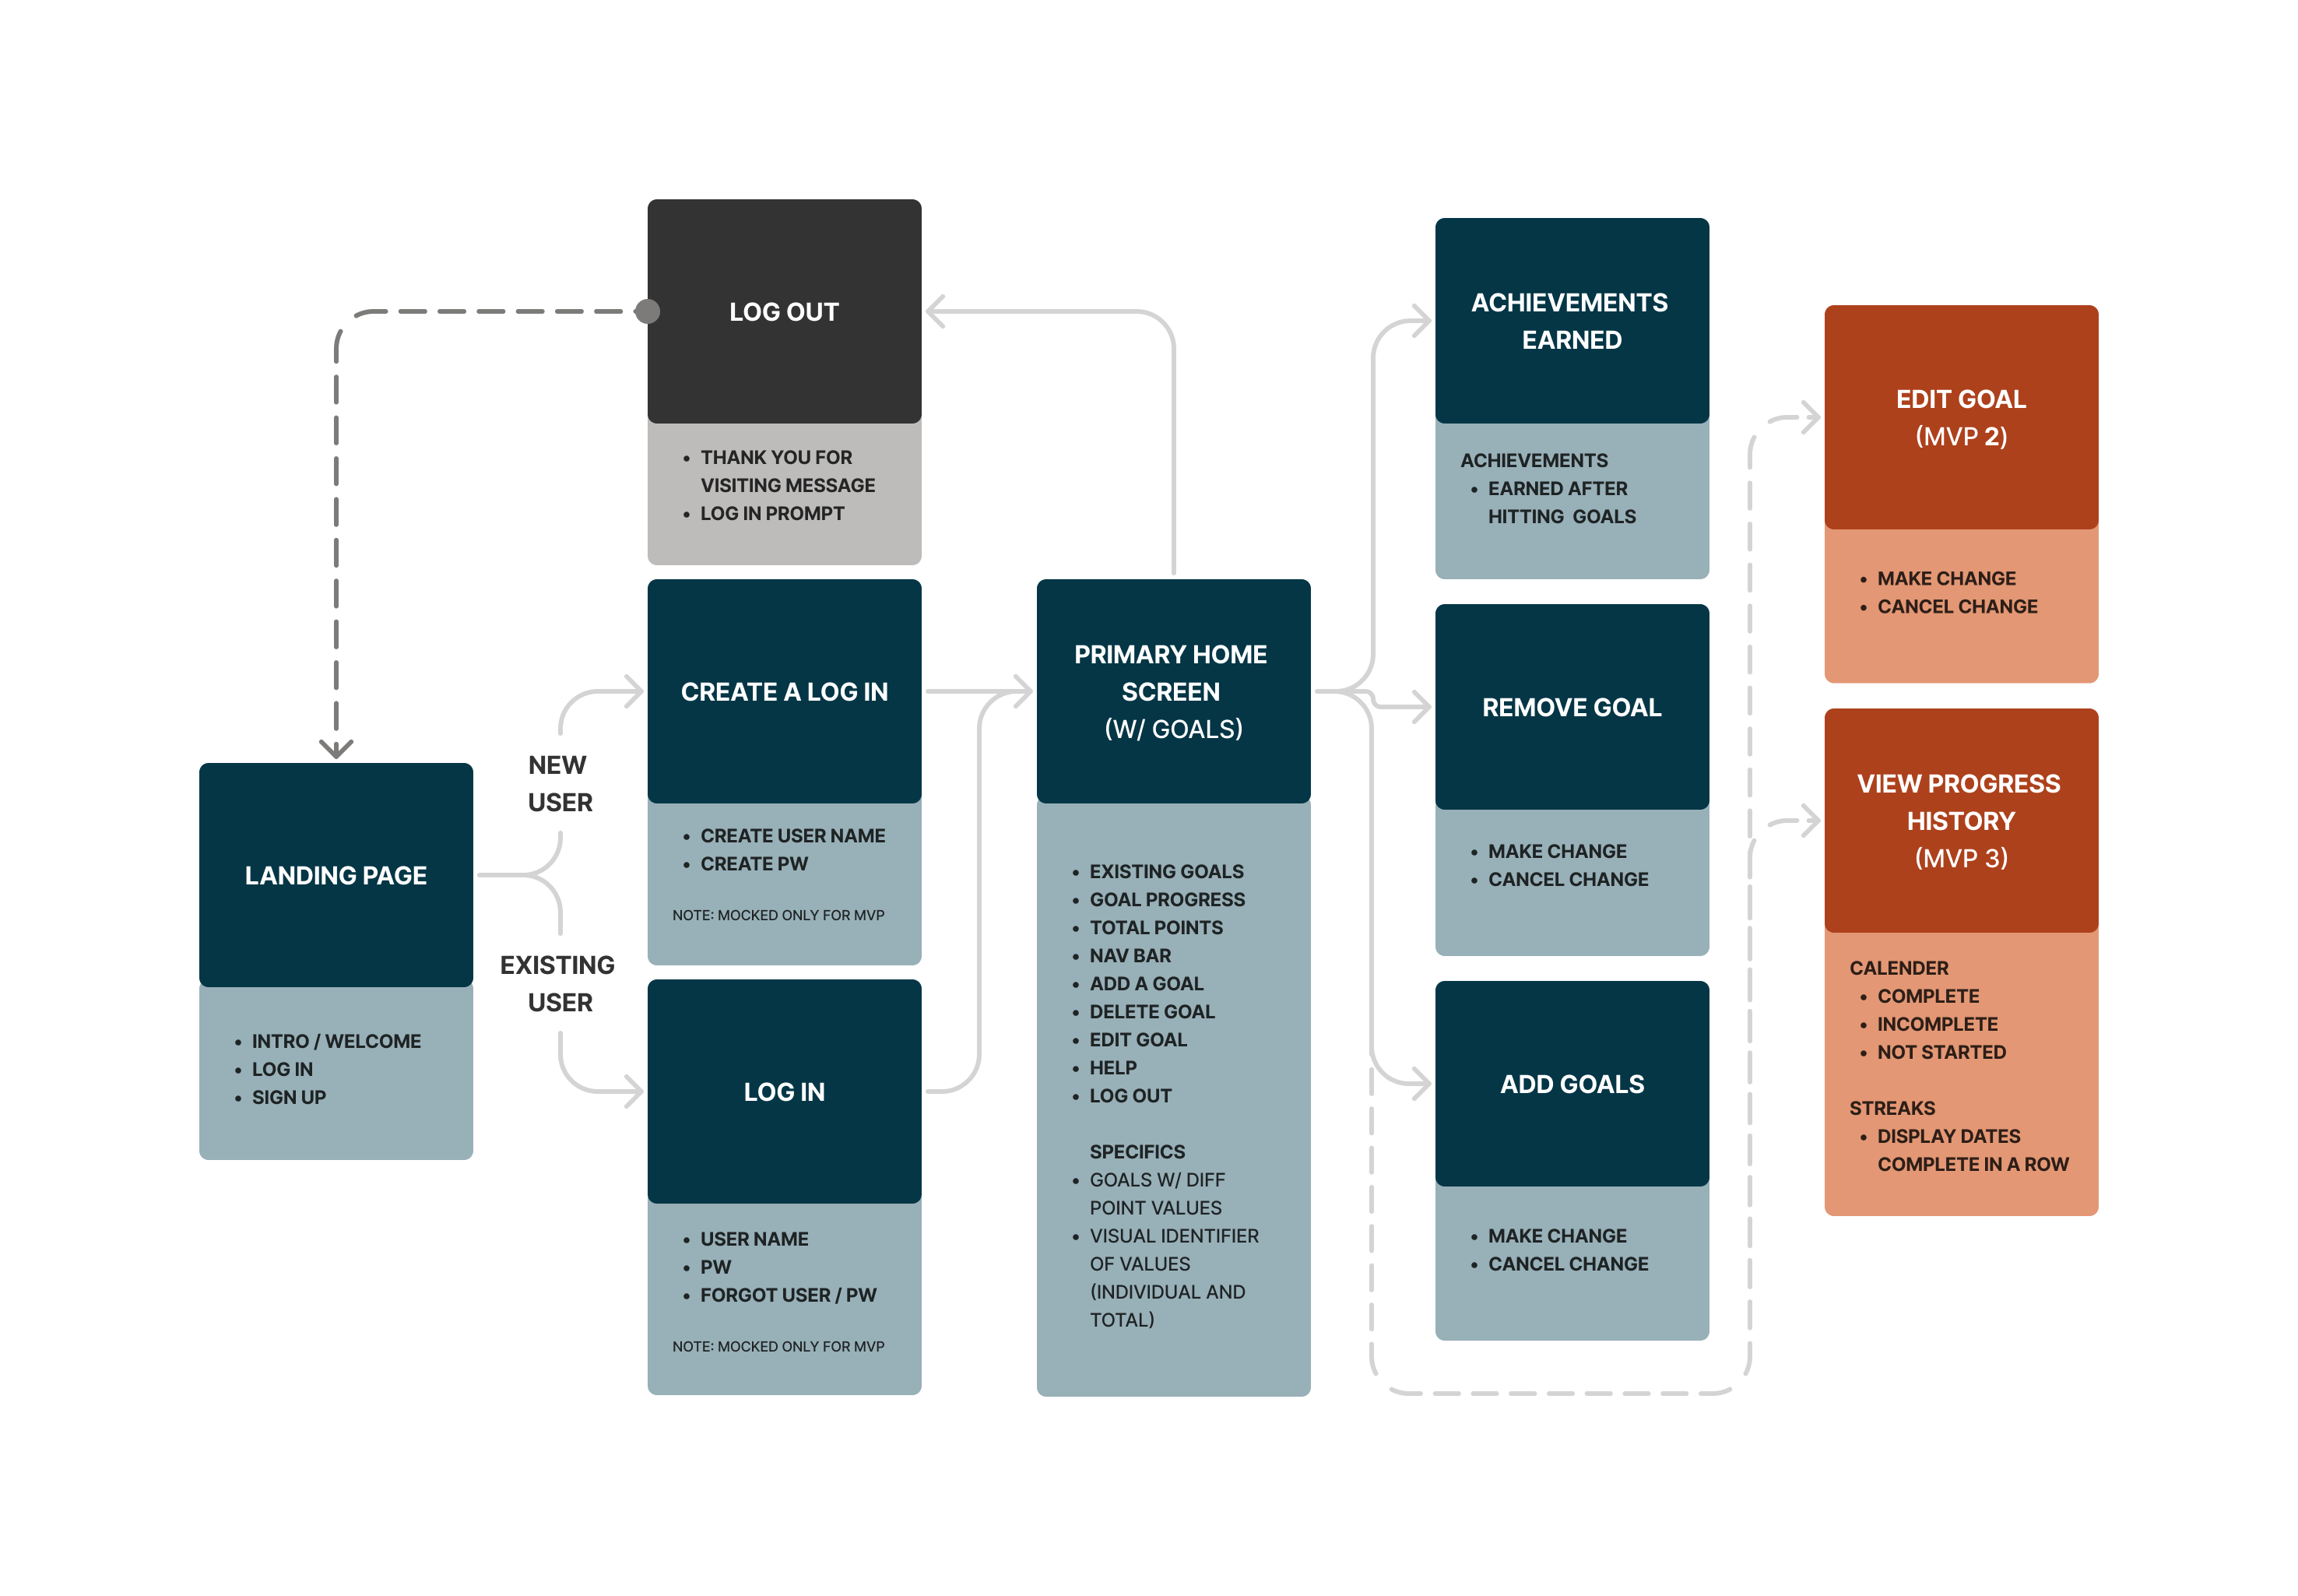 LOG OUT
• THANK YOU FOR
VISITING MESSAGE
• LOG IN PROMPT
ACHIEVEMENTS
EARNED
ACHIEVEMENTS
• EARNED AFTER
HITTING GOALS
EDIT GOAL
(MVP 2)
• MAKE CHANGE
• CANCEL CHANGE
LANDING PAGE
• INTRO / WELCOME
• LOG IN
• SIGN UP
NEW
USER
EXISTING
USER
CREATE A LOG IN
• CREATE USER NAME
• CREATE PW
NOTE: MOCKED ONLY FOR MVP
LOG IN
• USER NAME
• PW
• FORGOT USER / PW
NOTE: MOCKED ONLY FOR MVP
PRIMARY HOME
SCREEN
(W/ GOALS)
• EXISTING GOALS
• GOAL PROGRESS
• TOTAL POINTS
• NAV BAR
• ADD A GOAL
• DELETE GOAL
• EDIT GOAL
• HELP
• LOG OUT
SPECIFICS
• GOALS W/ DIFF
POINT VALUES
• VISUAL IDENTIFIER
OF VALUES
(INDIVIDUAL AND
TOTAL)
REMOVE GOAL
• MAKE CHANGE
• CANCEL CHANGE
ADD GOALS
• MAKE CHANGE
• CANCEL CHANGE
VIEW PROGRESS
HISTORY
(MVP 3)
CALENDER
• COMPLETE
• INCOMPLETE
• NOT STARTED
STREAKS
• DISPLAY DATES
COMPLETE IN A ROW